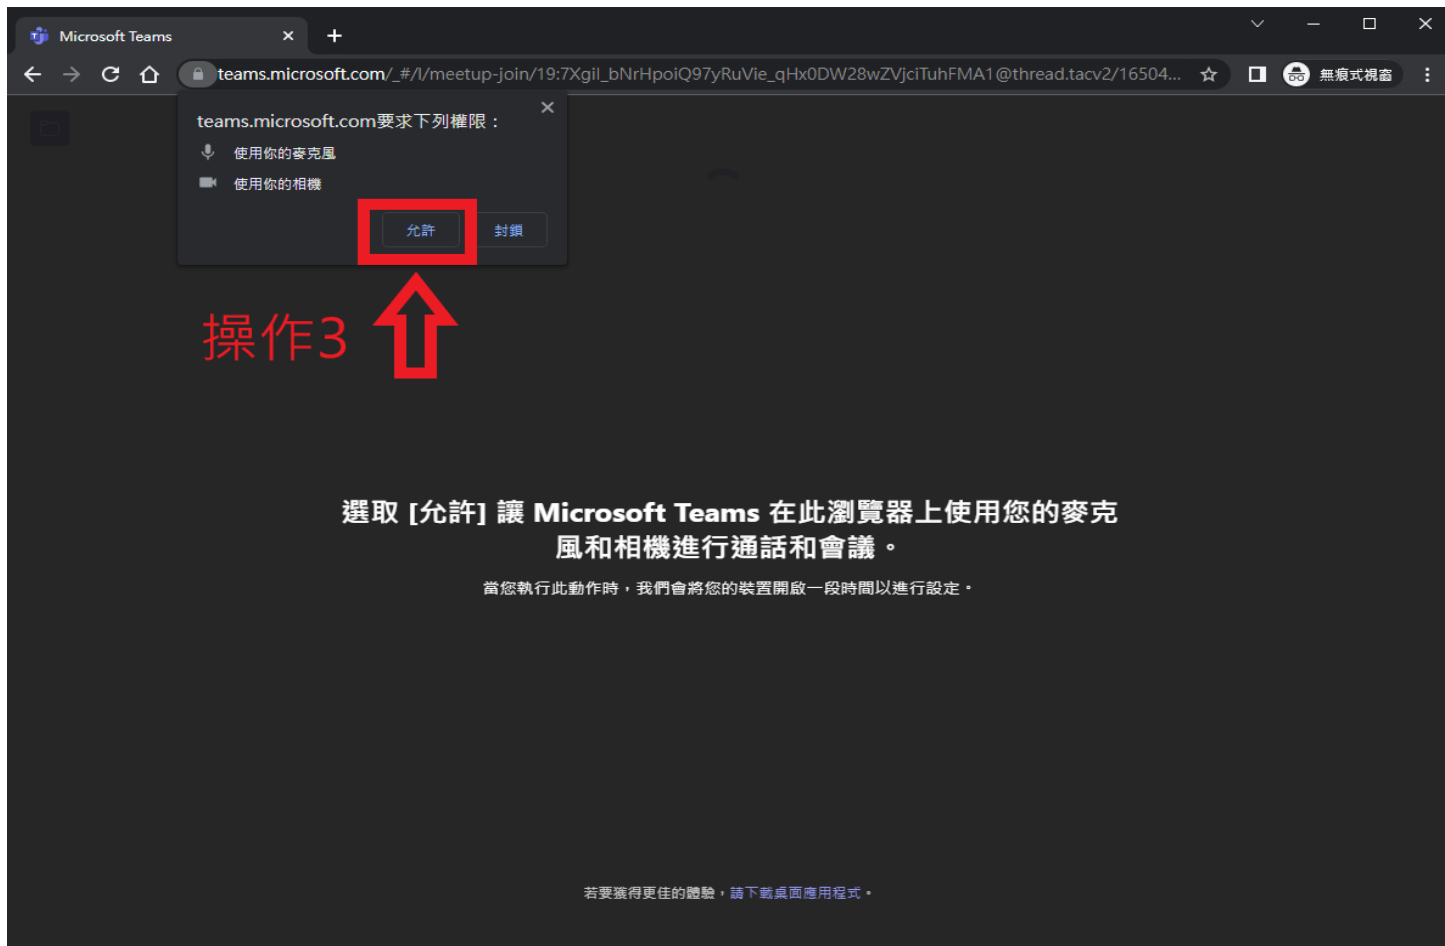 Microsoft Teams
teams.microsoft.com/_#/l/meetup-join/19:7Xgil_bNrHpoiQ97yRuVie_qHx0DW28wZVjciTuhFMA1@thread.tacv2/16504...
無痕式視窗
teams.microsoft.com要求下列權限：
使用你的麥克風
使用你的相機
允許
封鎖
操作3
選取 [允許] 讓 Microsoft Teams 在此瀏覽器上使用您的麥克
風和相機進行通話和會議。
當您執行此動作時，我們會將您的裝置開啟一段時間以進行設定。
若要獲得更佳的體驗，請下載桌面應用程式。